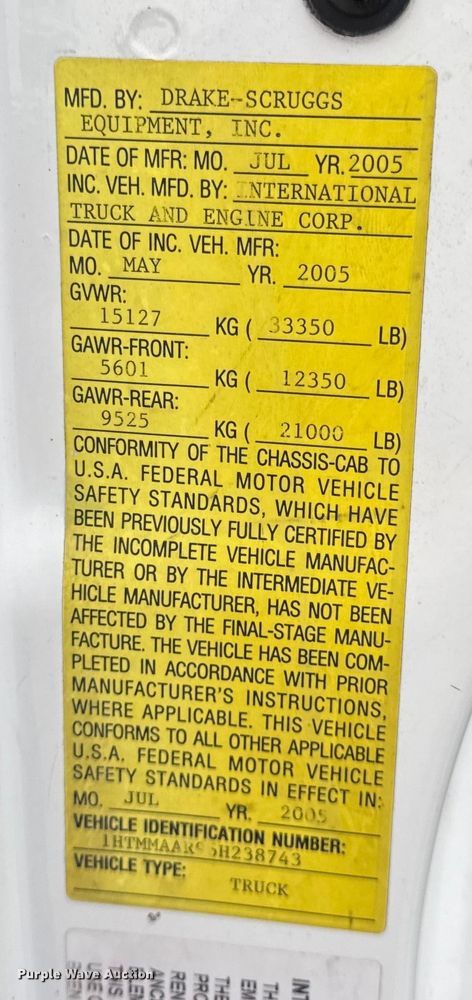 MFD. BY: DRAKE-SCRUGGS
EQUIPMENT, INC.
DATE OF MFR: MO. JUL YR. 2005
INC. VEH. MFD. BY: INTERNATIONAL
TRUCK AND ENGINE CORP.
DATE OF INC. VEH. MFR:
MO. MAY YR. 2005
GVWR:
15127 KG ( 33350 LB)
GAWR-FRONT:
5601 KG ( 12350 LB)
GAWR-REAR:
9525 KG ( 21000 LB)
CONFORMITY OF THE CHASSIS-CAB TO
U.S.A. FEDERAL MOTOR VEHICLE
SAFETY STANDARDS, WHICH HAVE
BEEN PREVIOUSLY FULLY CERTIFIED BY
THE INCOMPLETE VEHICLE MANUFAC-
TURER OR BY THE INTERMEDIATE VE-
HICLE MANUFACTURER, HAS NOT BEEN
AFFECTED BY THE FINAL-STAGE MANU-
FACTURE. THE VEHICLE HAS BEEN COM-
PLETED IN ACCORDANCE WITH PRIOR
MANUFACTURER'S INSTRUCTIONS,
WHERE APPLICABLE. THIS VEHICLE
CONFORMS TO ALL OTHER APPLICABLE
U.S.A. FEDERAL MOTOR VEHICLE
SAFETY STANDARDS IN EFFECT IN:
MO. JUL YR. 2005
VEHICLE IDENTIFICATION NUMBER:
VEHICLE TYPE:
TRUCK
Purple Wave Auction